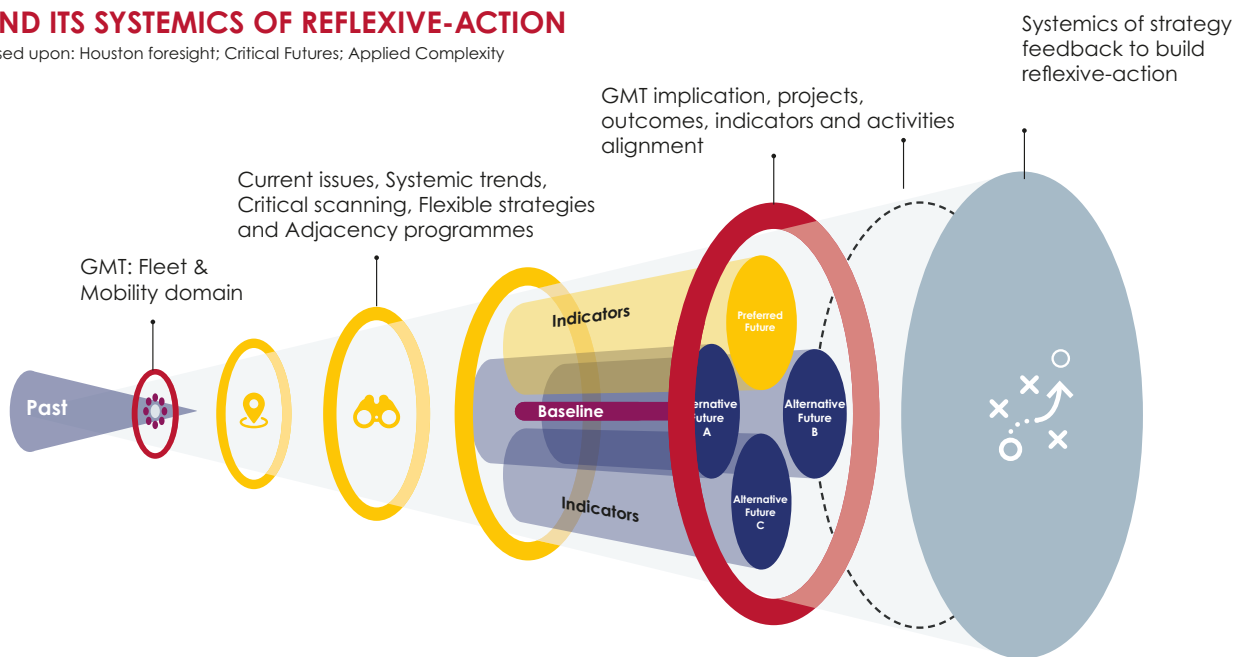 ND ITS SYSTEMICS OF REFLEXIVE-ACTION
sed upon: Houston foresight; Critical Futures; Applied Complexity
Systemics of strategy
feedback to build
reflexive-action
GMT implication, projects,
outcomes, indicators and activities
alignment
Current issues, Systemic trends,
Critical scanning, Flexible strategies
and Adjacency programmes
GMT: Fleet &
Mobility domain
Past
Indicators
Baseline
Indicators
Preferred
Future
ernative
Future
A
Alternative
Future
B
Alternative
Future
C